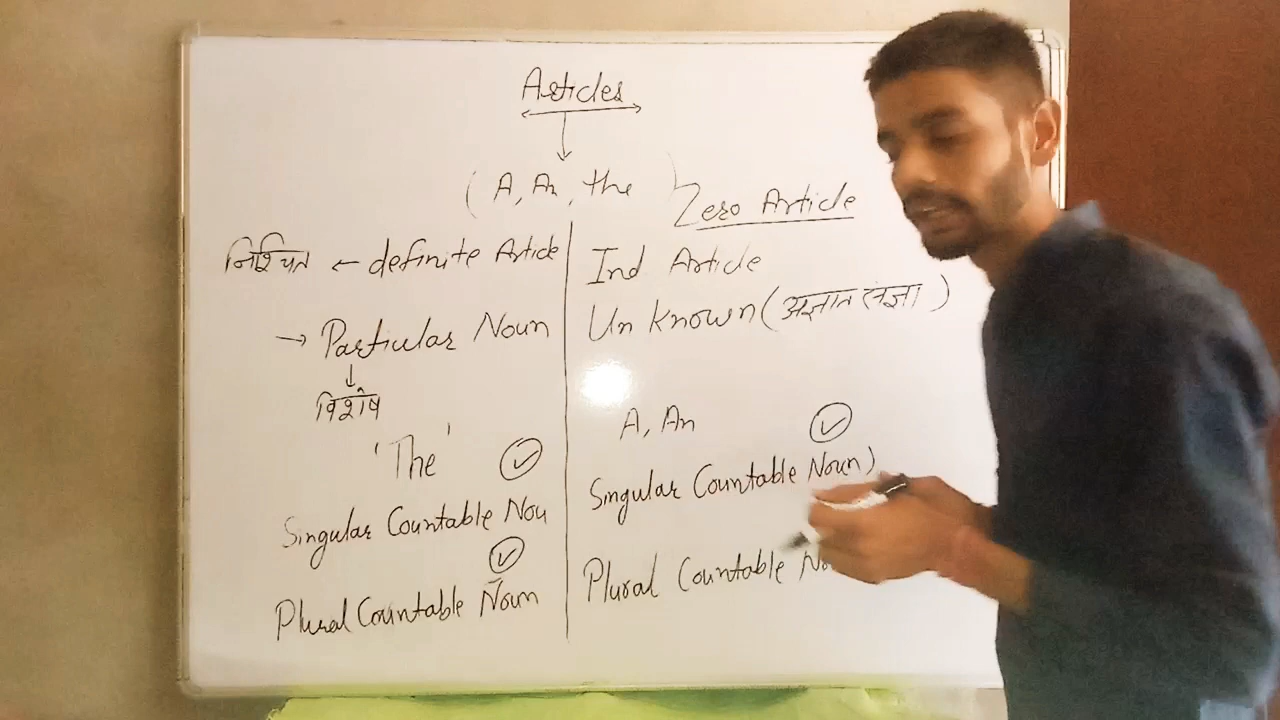 Articles
(A, An, the)
Zero Article
निश्चित ← definite Article
→ Particular Noun
↓
विशेष
'The' ✓
Singular Countable Nou
✓
Plural Countable Noun
Ind Article
Un Known (अज्ञात संज्ञा)
A, An ✓
Singular Countable Noun)
Plural Countable No